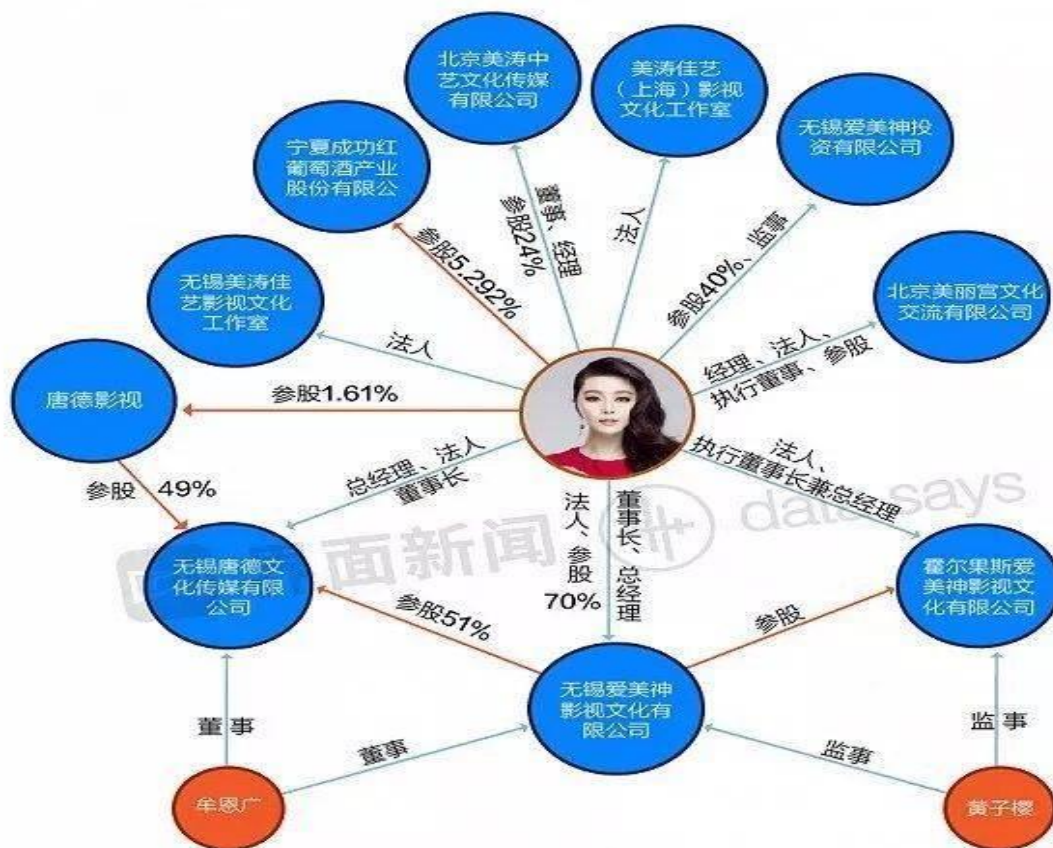 北京美涛中
艺文化传媒
有限公司
美涛佳艺
（上海）影视
文化工作室
无锡爱美神投
资有限公司
宁夏成功红
葡萄酒产业
股份有限公
董事、经理
参股24%
法人
参股40%、监事
参股5.292%
北京美丽宫文化
交流有限公司
无锡美涛佳
艺影视文化
工作室
法人
经理、法人、
执行董事、参股
唐德影视
参股1.61%
参股 49%
总经理、法人
董事长
法人、参股
70%
董事长、总经理
法人、
执行董事长兼总经理
面新闻
data says
无锡唐德文
化传媒有限
公司
霍尔果斯爱
美神影视文
化有限公司
参股51%
参股
无锡爱美神
影视文化有
限公司
董事
董事
监事
监事
牟恩广
黄子樱